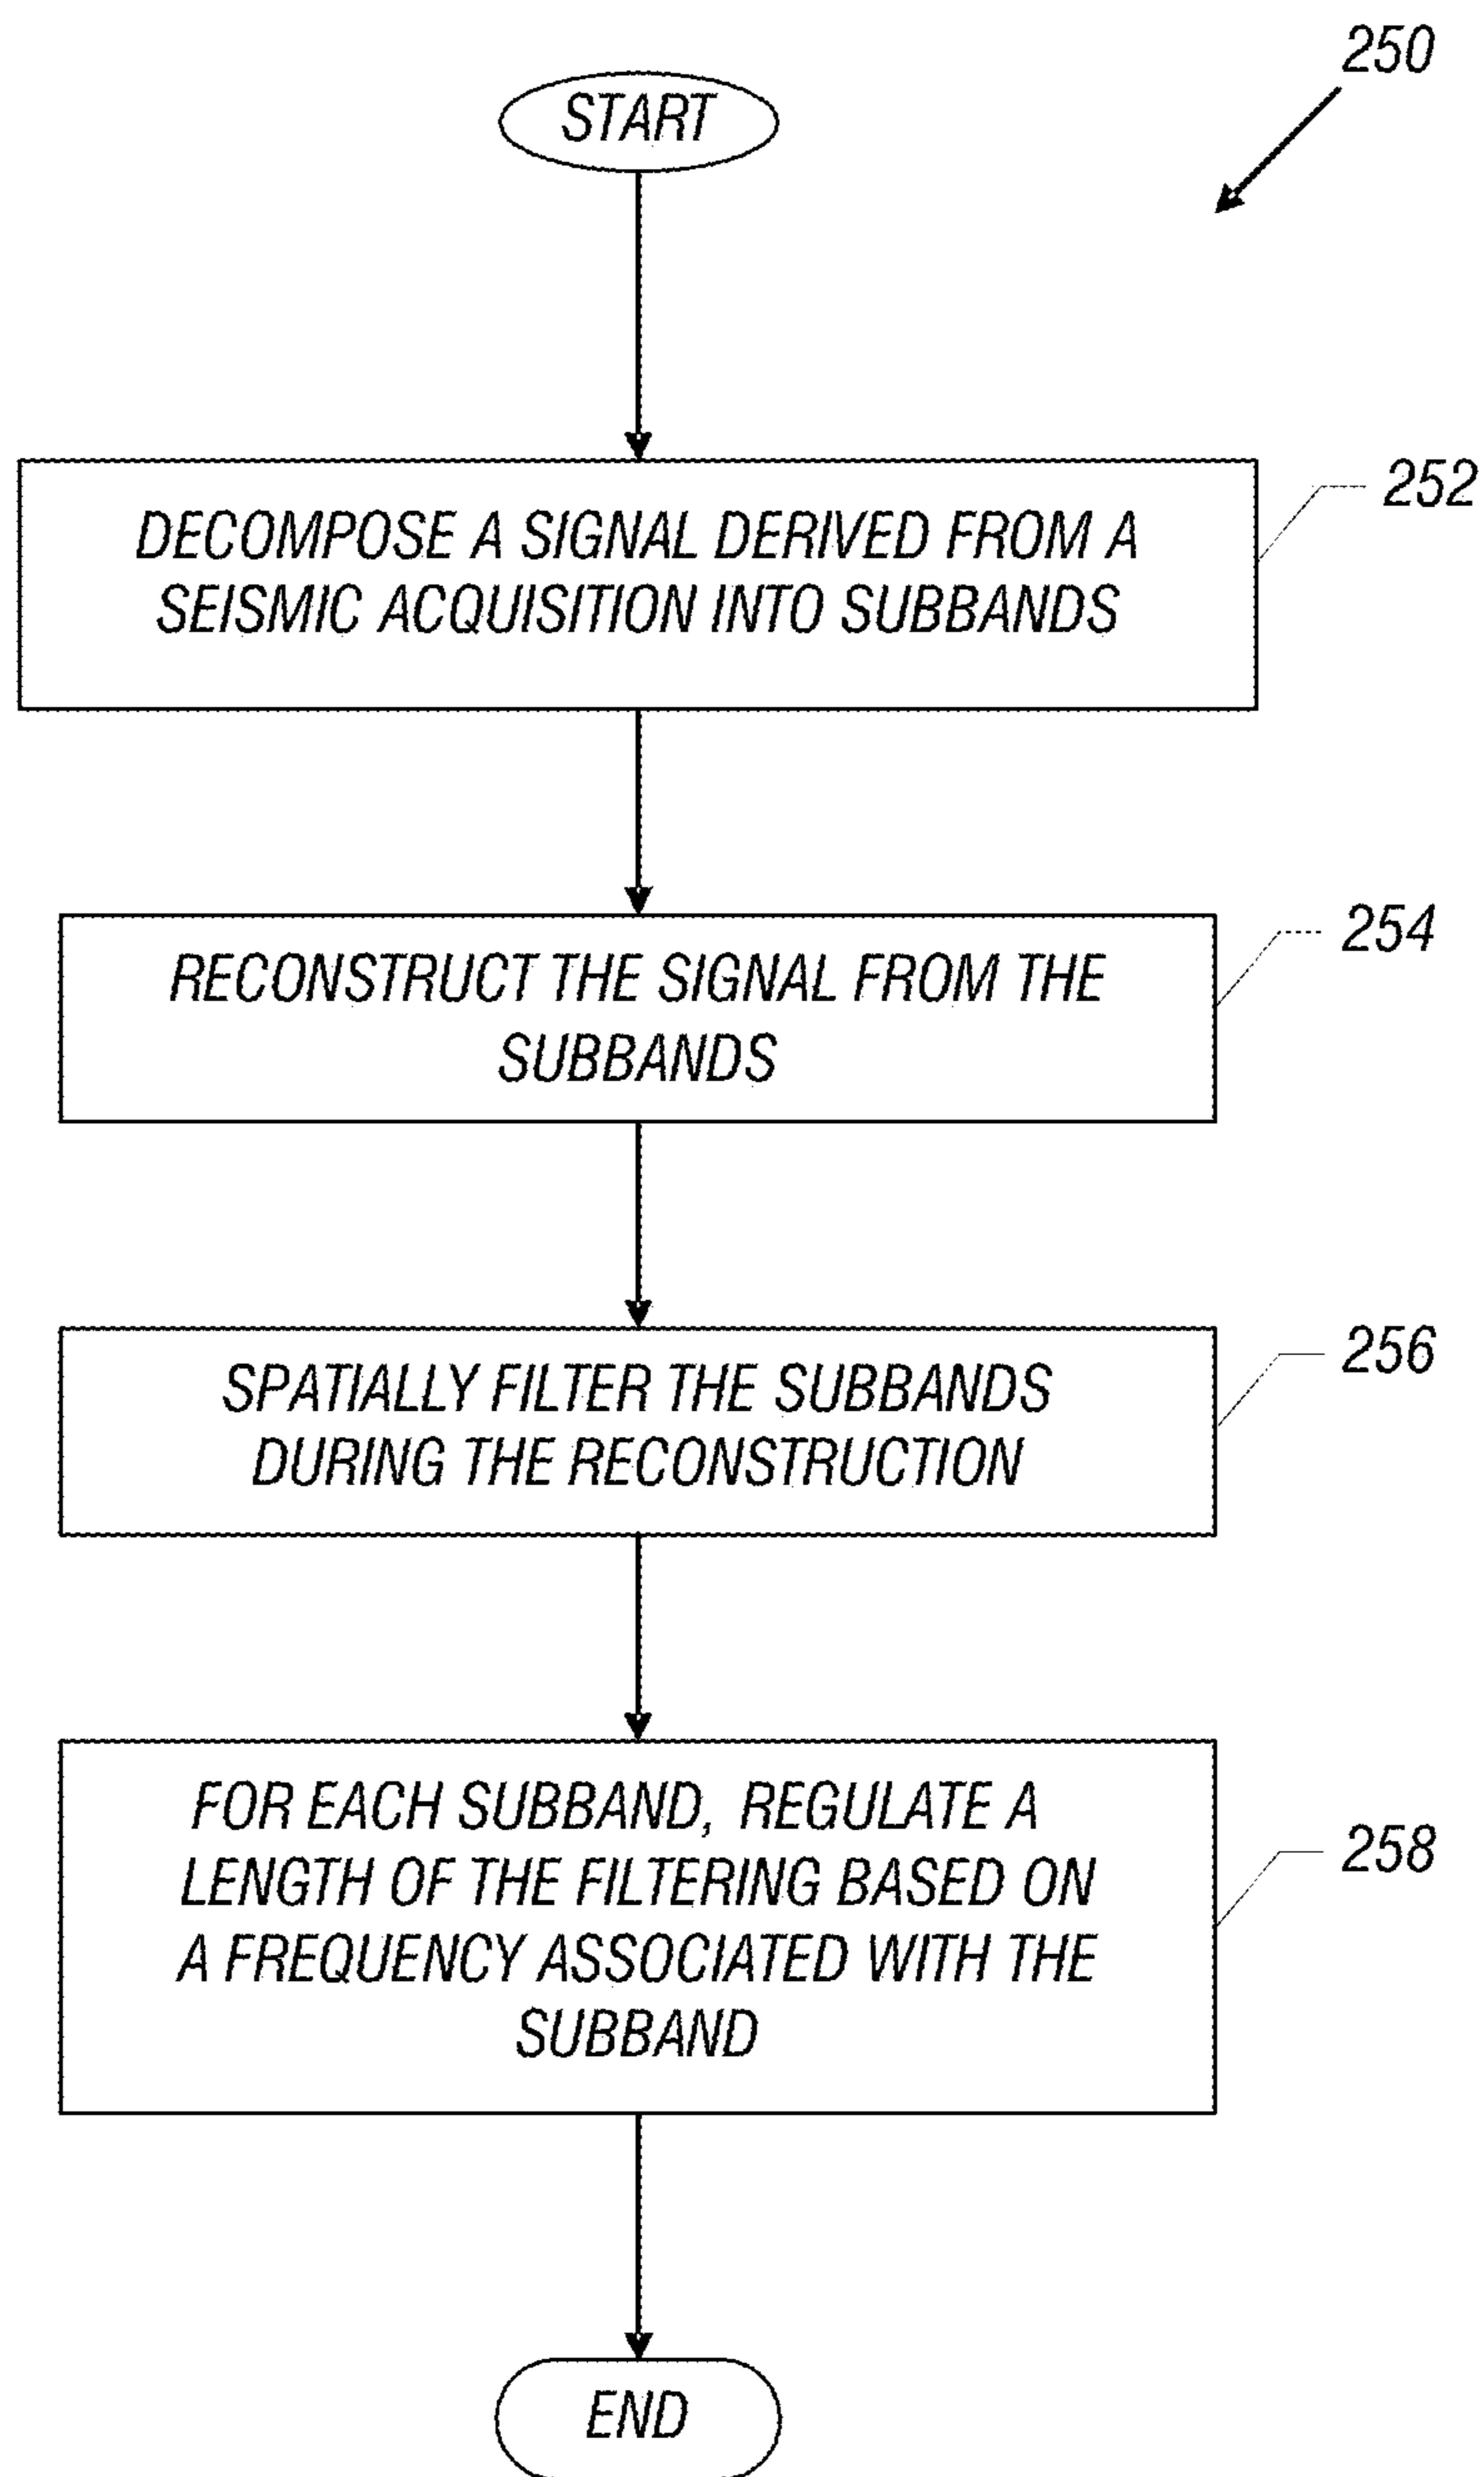 250
START
DECOMPOSE A SIGNAL DERIVED FROM A
SEISMIC ACQUISITION INTO SUBBANDS
252
RECONSTRUCT THE SIGNAL FROM THE
SUBBANDS
254
SPATIALLY FILTER THE SUBBANDS
DURING THE RECONSTRUCTION
256
FOR EACH SUBBAND, REGULATE A
LENGTH OF THE FILTERING BASED ON
A FREQUENCY ASSOCIATED WITH THE
SUBBAND
258
END